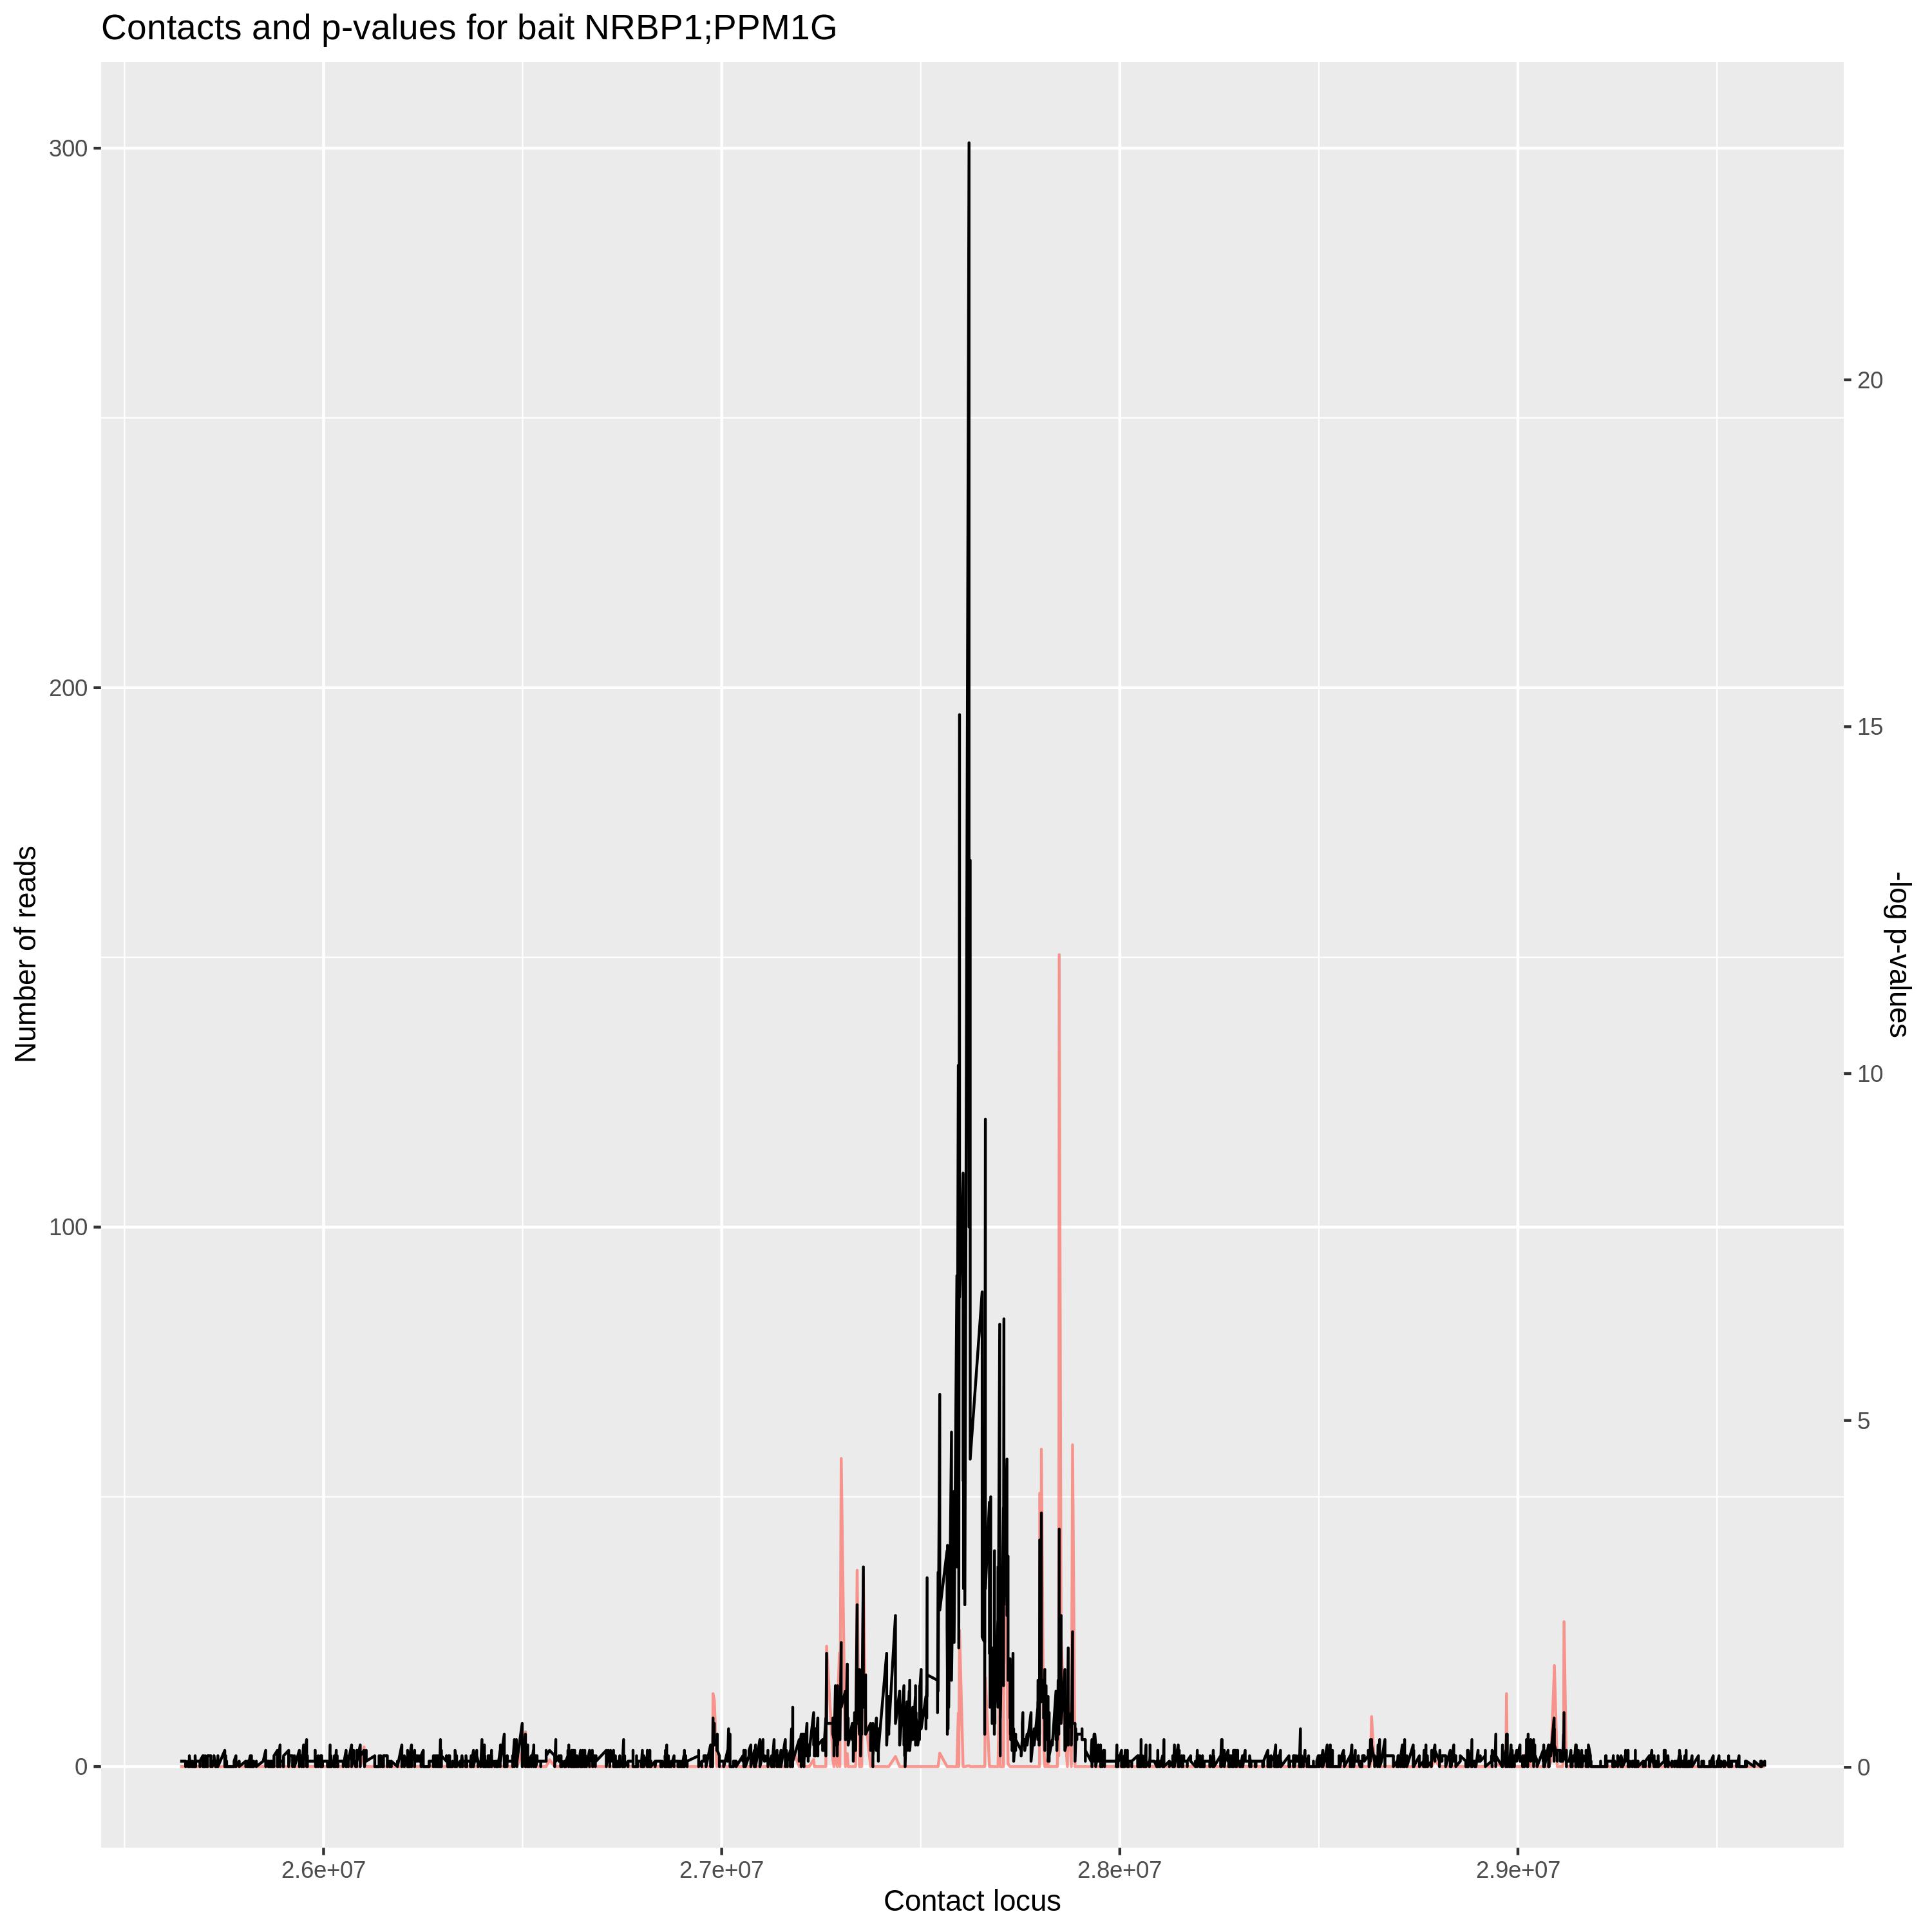 Contacts and p-values for bait NRBP1;PPM1G
300
200
100
0
Number of reads
20
15
10
5
0
-log p-values
2.6e+07
2.7e+07
2.8e+07
2.9e+07
Contact locus